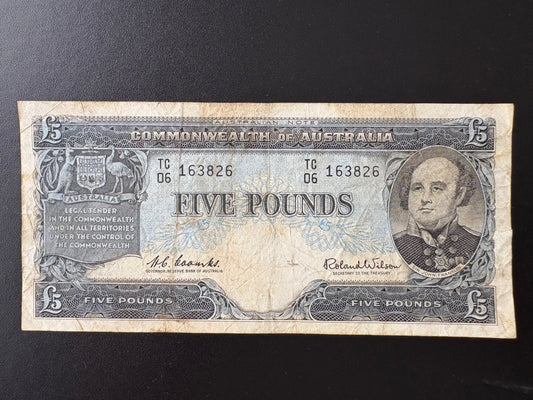 AUSTRALIAN NOTE
£5 COMMONWEALTH OF AUSTRALIA £5
TC 163826 TC 163826
06 06
AUSTRALIA
LEGAL TENDER
IN THE COMMONWEALTH
AND IN ALL TERRITORIES
UNDER THE CONTROL OF
THE COMMONWEALTH
FIVE POUNDS
H.C. Coombs.
GOVERNOR, RESERVE BANK OF AUSTRALIA
Roland Wilson
SECRETARY TO THE TREASURY
£5 FIVE POUNDS FIVE POUNDS £5